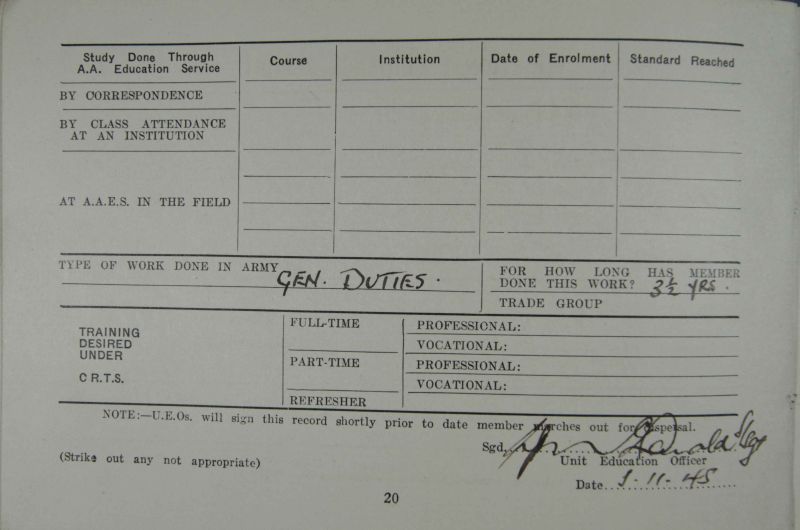 Study Done Through A.A. Education Service Course Institution Date of Enrolment Standard Reached
BY CORRESPONDENCE
BY CLASS ATTENDANCE
AT AN INSTITUTION
AT A.A.E.S. IN THE FIELD
TYPE OF WORK DONE IN ARMY GEN. DUTIES.
FOR HOW LONG HAS MEMBER
DONE THIS WORK? 3½ YRS.
TRADE GROUP
TRAINING
DESIRED
UNDER
C R.T.S.
FULL-TIME
PROFESSIONAL:
VOCATIONAL:
PART-TIME
PROFESSIONAL:
VOCATIONAL:
REFRESHER
NOTE:—U.E.Os. will sign this record shortly prior to date member marches out for dispersal.
Sgd.
(Strike out any not appropriate)
Unit Education Officer
Date 1-11-45
20